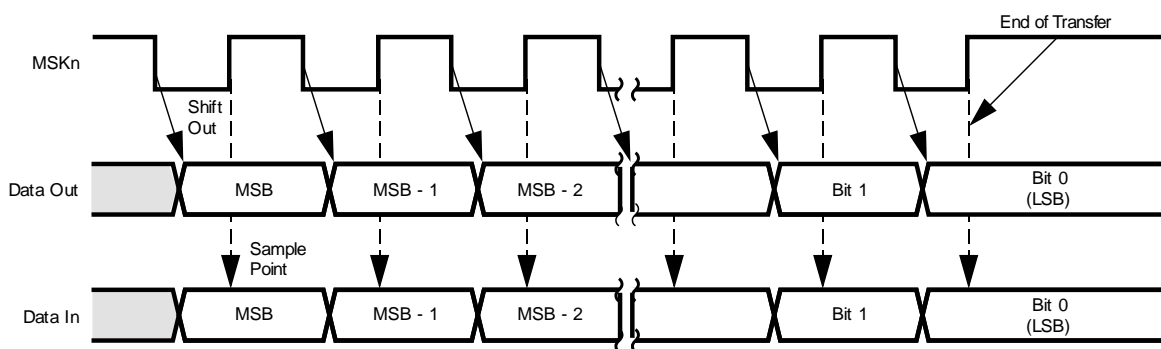 End of Transfer
MSKn
Shift
Out
Data Out
MSB
MSB - 1
MSB - 2
Bit 1
Bit 0
(LSB)
Sample
Point
Data In
MSB
MSB - 1
MSB - 2
Bit 1
Bit 0
(LSB)